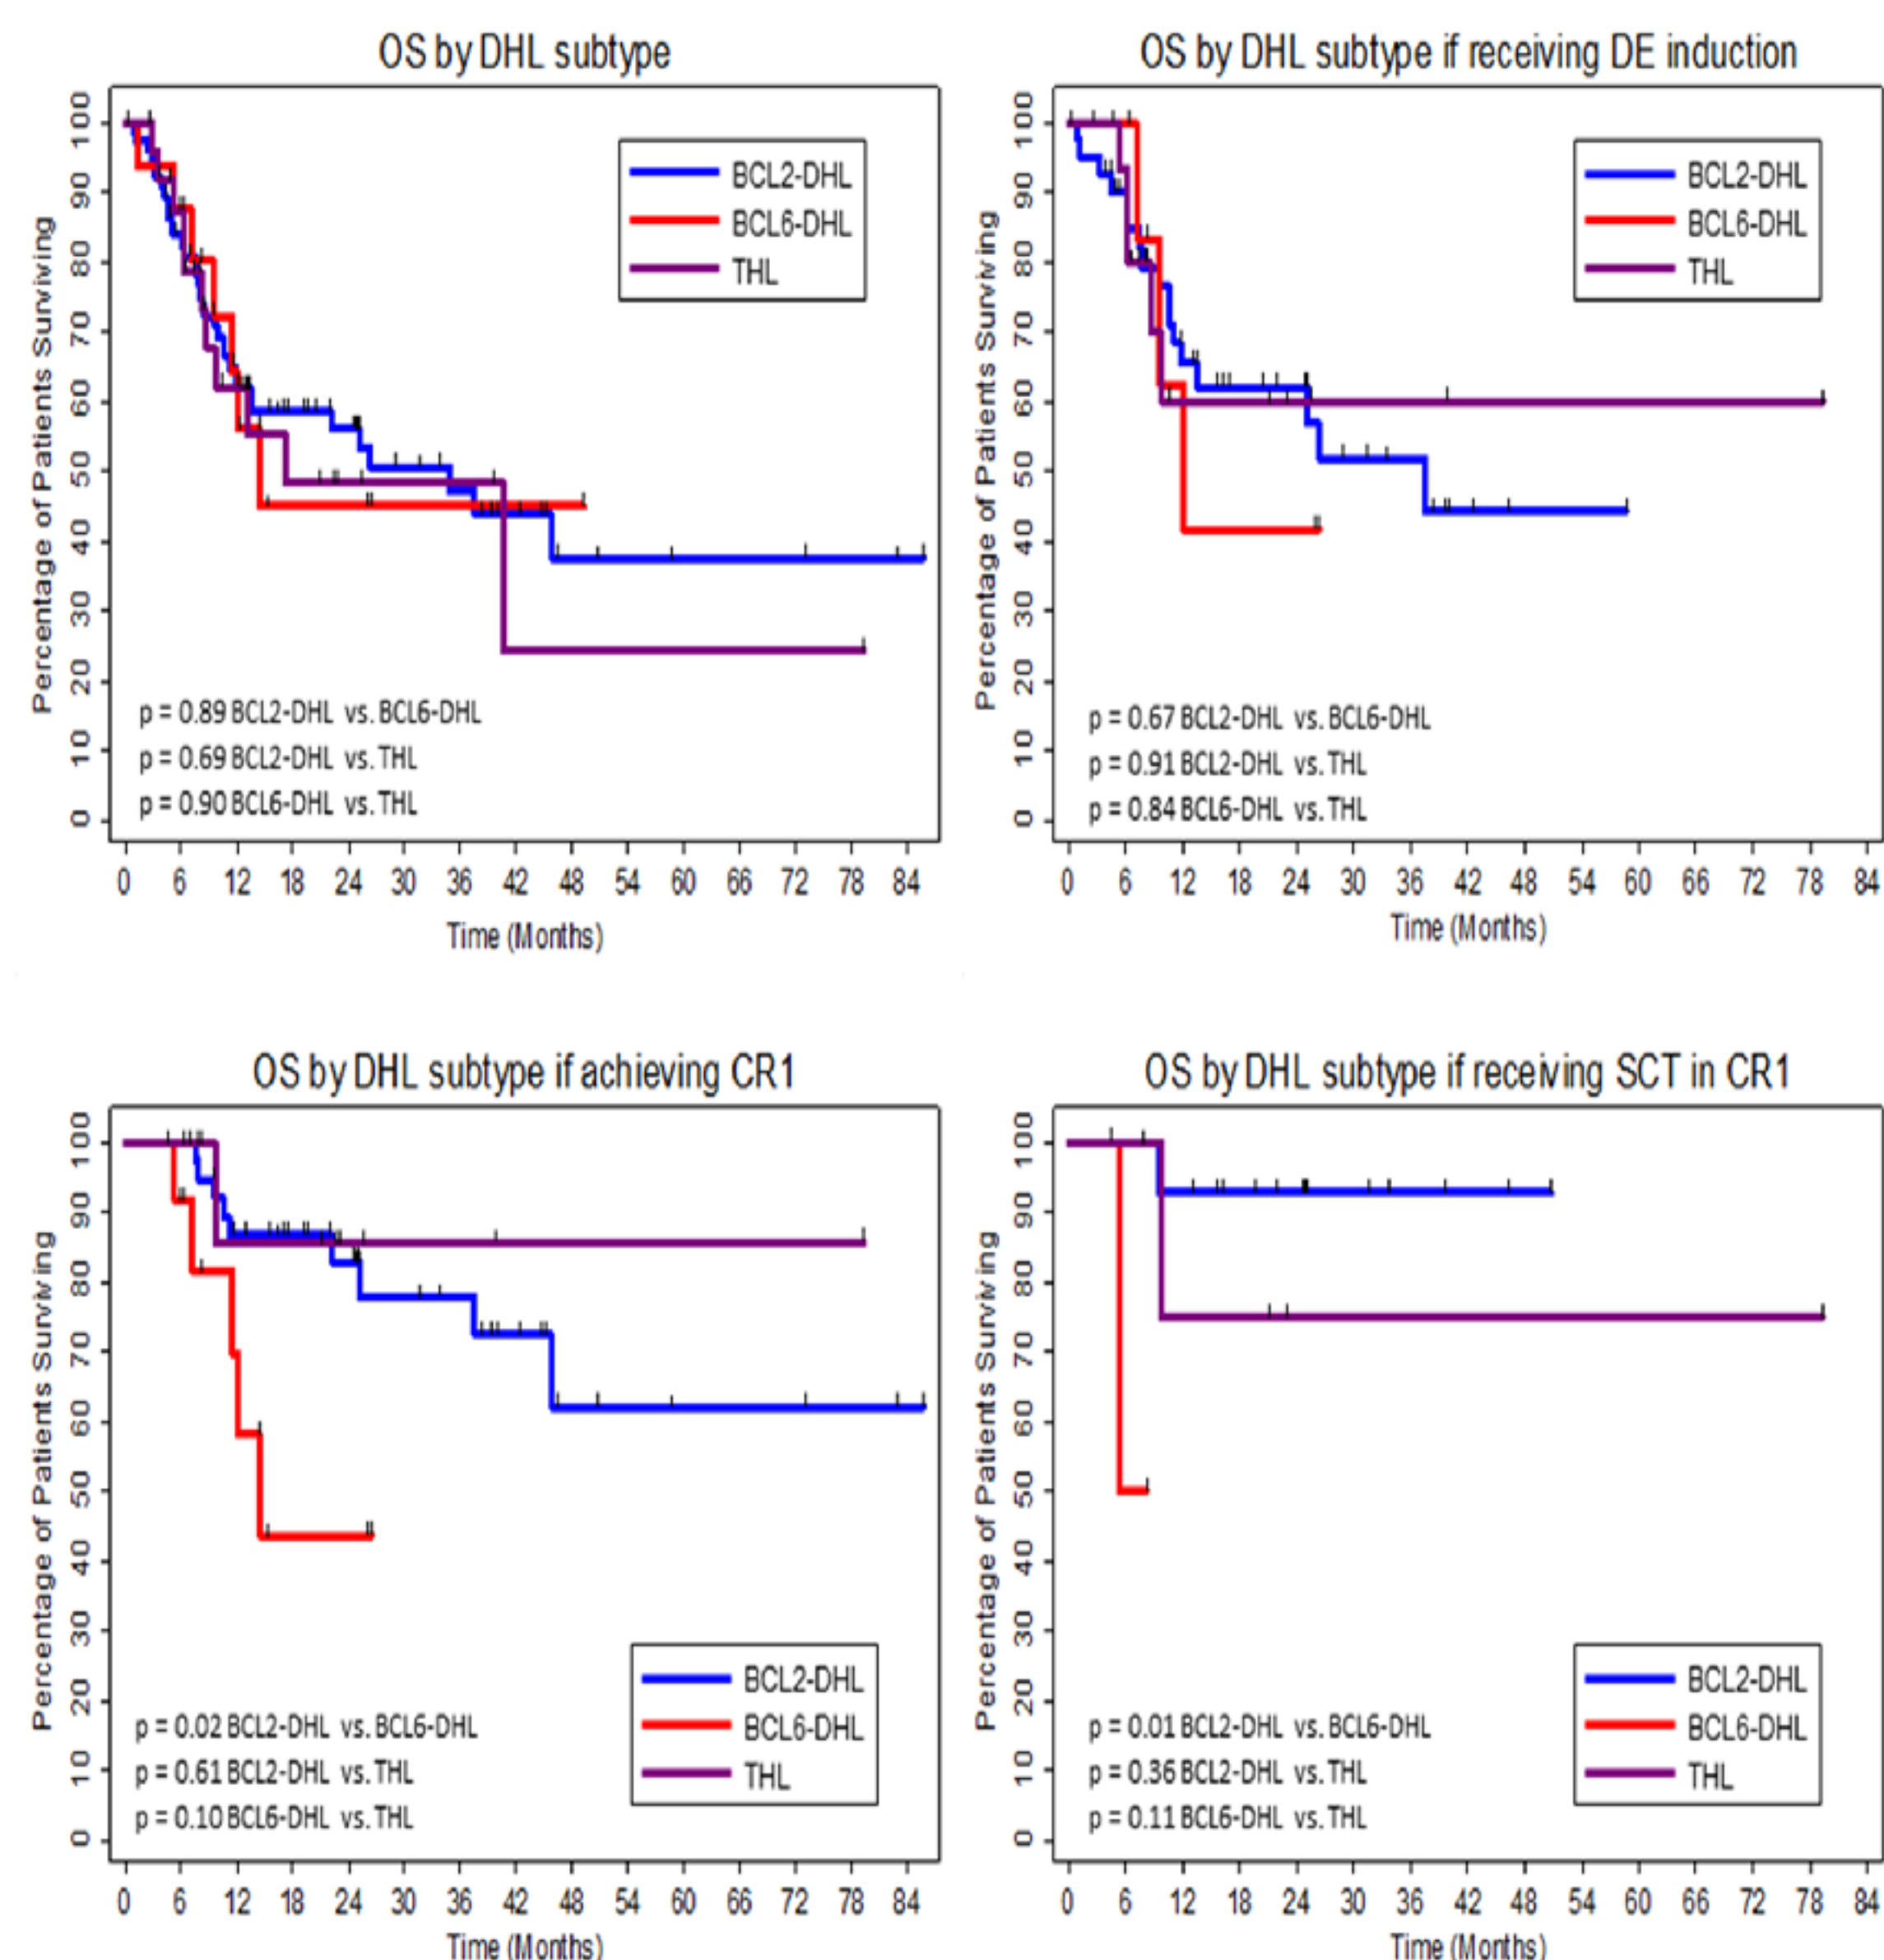 OS by DHL subtype
Percentage of Patients Surviving
100
90
80
70
60
50
40
30
20
10
0
BCL2-DHL
BCL6-DHL
THL
p = 0.89 BCL2-DHL vs. BCL6-DHL
p = 0.69 BCL2-DHL vs. THL
p = 0.90 BCL6-DHL vs. THL
0 6 12 18 24 30 36 42 48 54 60 66 72 78 84
Time (Months)
OS by DHL subtype if receiving DE induction
Percentage of Patients Surviving
100
90
80
70
60
50
40
30
20
10
0
BCL2-DHL
BCL6-DHL
THL
p = 0.67 BCL2-DHL vs. BCL6-DHL
p = 0.91 BCL2-DHL vs. THL
p = 0.84 BCL6-DHL vs. THL
0 6 12 18 24 30 36 42 48 54 60 66 72 78 84
Time (Months)
OS by DHL subtype if achieving CR1
Percentage of Patients Surviving
100
90
80
70
60
50
40
30
20
10
0
BCL2-DHL
BCL6-DHL
THL
p = 0.02 BCL2-DHL vs. BCL6-DHL
p = 0.61 BCL2-DHL vs. THL
p = 0.10 BCL6-DHL vs. THL
0 6 12 18 24 30 36 42 48 54 60 66 72 78 84
Time (Months)
OS by DHL subtype if receiving SCT in CR1
Percentage of Patients Surviving
100
90
80
70
60
50
40
30
20
10
0
BCL2-DHL
BCL6-DHL
THL
p = 0.01 BCL2-DHL vs. BCL6-DHL
p = 0.36 BCL2-DHL vs. THL
p = 0.11 BCL6-DHL vs. THL
0 6 12 18 24 30 36 42 48 54 60 66 72 78 84
Time (Months)